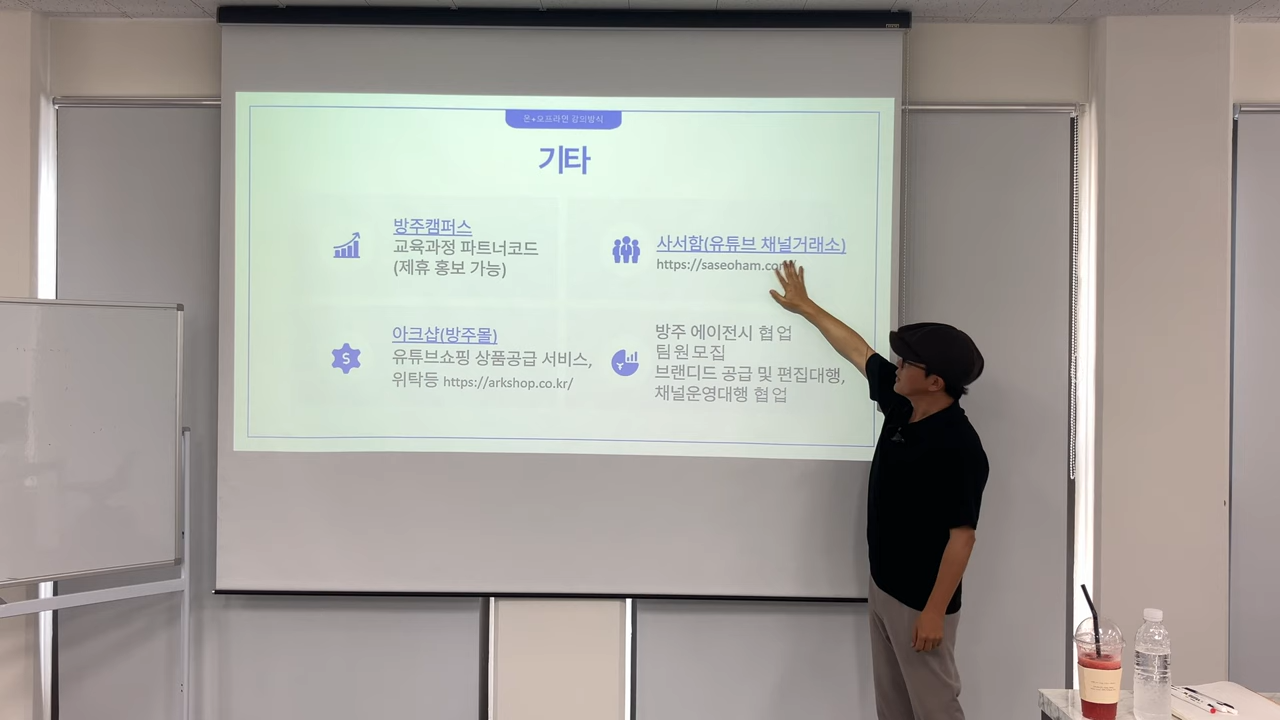 온+오프라인 강의방식
기타
방주캠퍼스
교육과정 파트너코드
(제휴 홍보 가능)
사서함(유튜브 채널거래소)
https://saseoham.co
아크샵(방주몰)
유튜브쇼핑 상품공급 서비스,
위탁등 https://arkshop.co.kr/
방주 에이전시 협업
팀원모집
브랜디드 공급 및 편집대행,
채널운영대행 협업